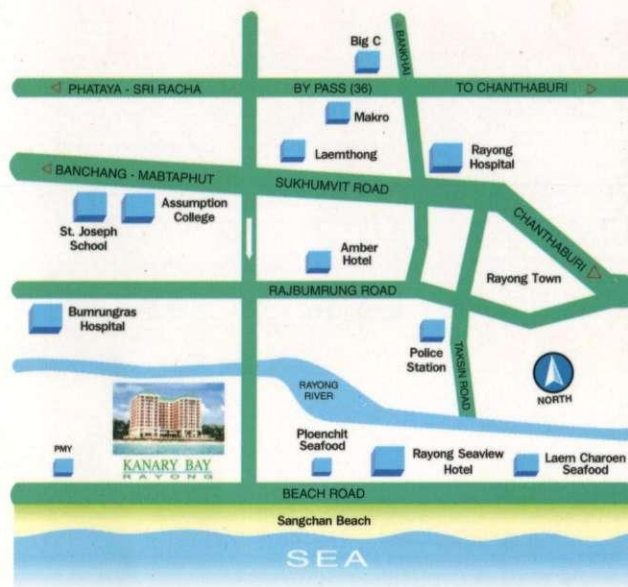 Big C
BANKHAI
PHATAYA - SRI RACHA
BY PASS (36)
TO CHANTHABURI
Makro
Laemthong
Rayong
Hospital
BANCHANG - MABTAPHUT
SUKHUMVIT ROAD
St. Joseph
School
Assumption
College
CHANTHABURI
Amber
Hotel
Rayong Town
RAJBUMRUNG ROAD
Bumrungras
Hospital
Police
Station
TAKSIN ROAD
NORTH
RAYONG
RIVER
KANARY BAY
RAYONG
PMY
Ploenchit
Seafood
Rayong Seaview
Hotel
Laem Charoen
Seafood
BEACH ROAD
Sangchan Beach
SEA